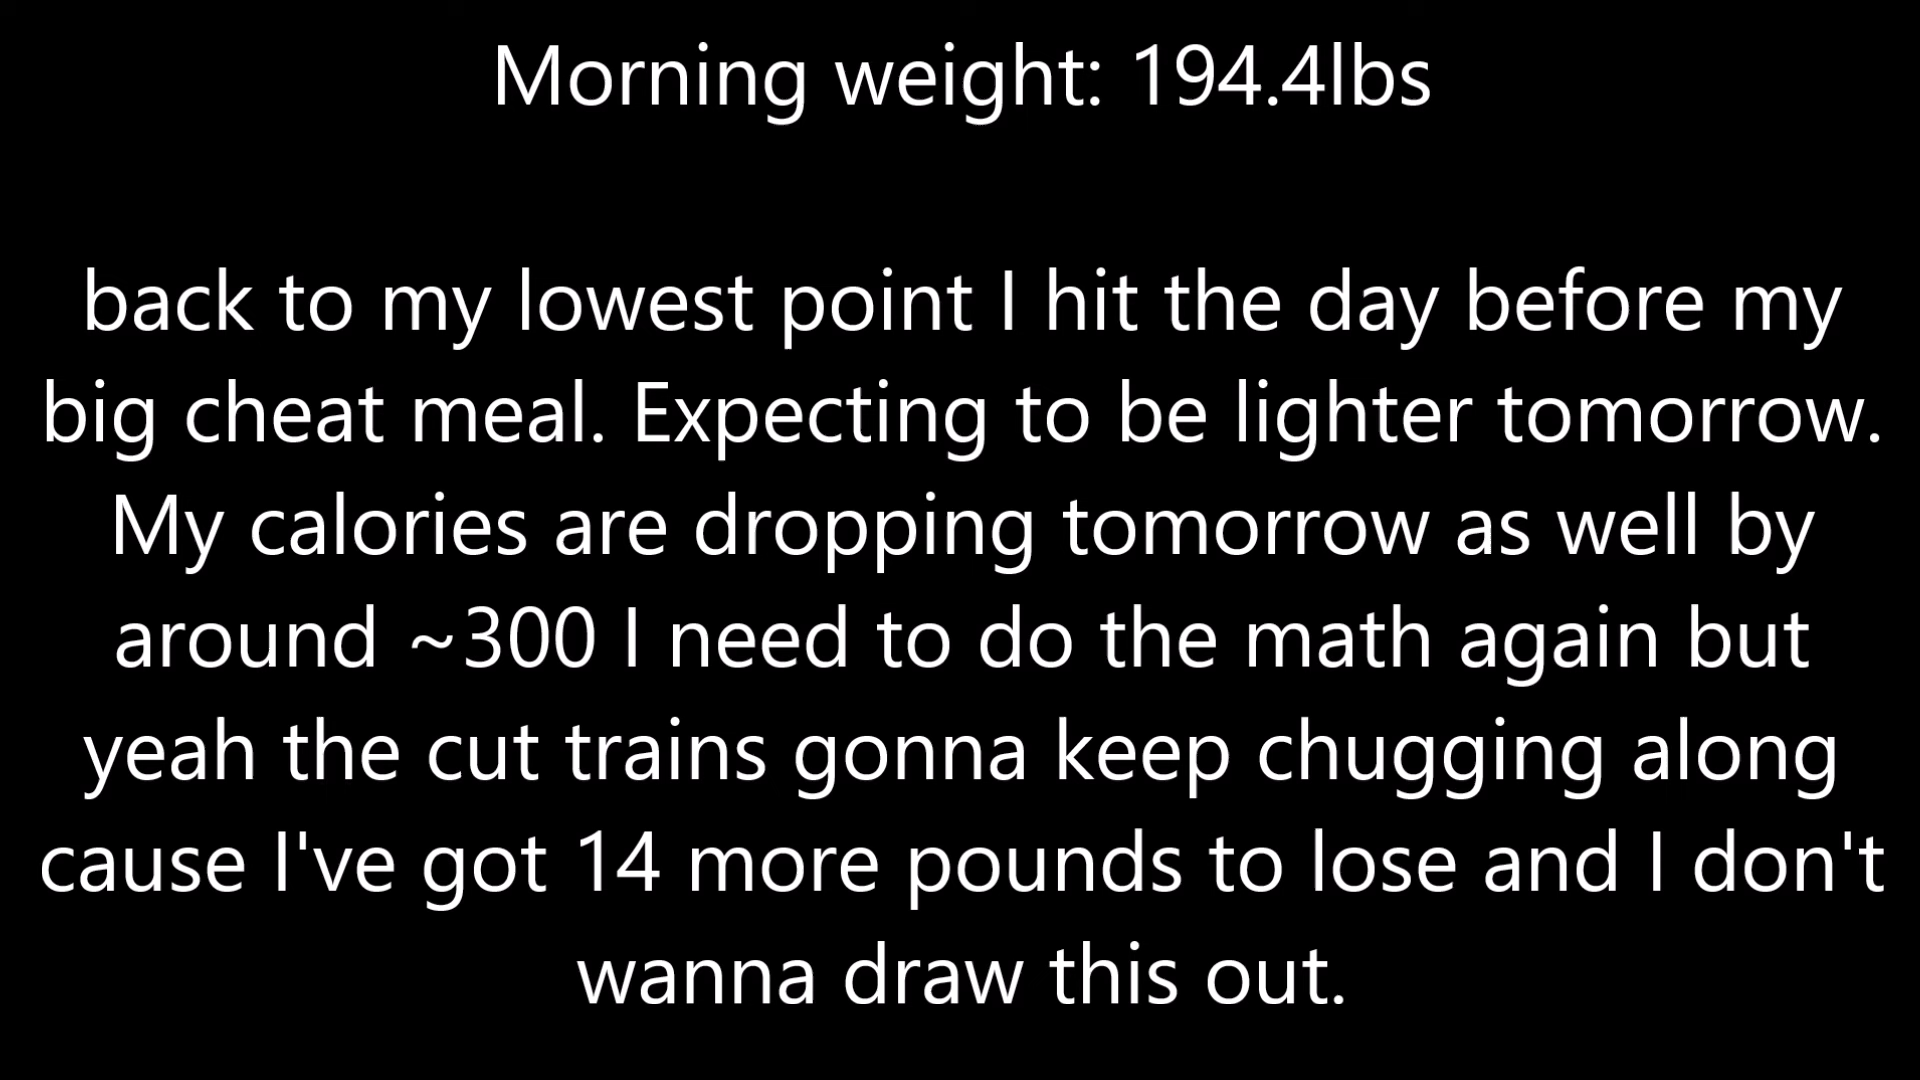 Morning weight: 194.4lbs
back to my lowest point I hit the day before my
big cheat meal. Expecting to be lighter tomorrow.
My calories are dropping tomorrow as well by
around ~300 I need to do the math again but
yeah the cut trains gonna keep chugging along
cause I've got 14 more pounds to lose and I don't
wanna draw this out.